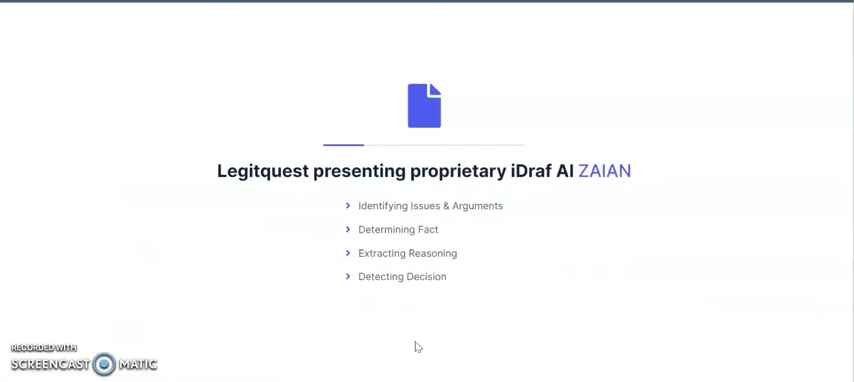 Legitquest presenting proprietary iDraf AI ZAIAN
Identifying Issues & Arguments
Determining Fact
Extracting Reasoning
Detecting Decision
RECORDED WITH
SCREENCAST MATIC